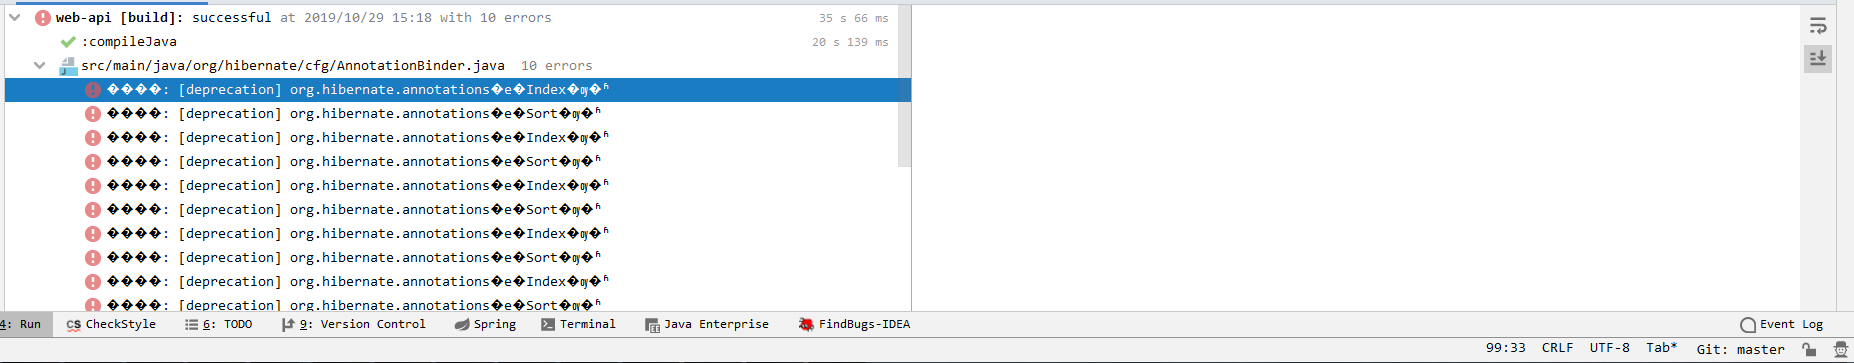 web-api [build]: successful at 2019/10/29 15:18 with 10 errors 35 s 66 ms
:compileJava 20 s 139 ms
src/main/java/org/hibernate/cfg/AnnotationBinder.java 10 errors
����: [deprecation] org.hibernate.annotations�e�Index�ѹ�ʱ
����: [deprecation] org.hibernate.annotations�e�Sort�ѹ�ʱ
����: [deprecation] org.hibernate.annotations�e�Index�ѹ�ʱ
����: [deprecation] org.hibernate.annotations�e�Sort�ѹ�ʱ
����: [deprecation] org.hibernate.annotations�e�Index�ѹ�ʱ
����: [deprecation] org.hibernate.annotations�e�Sort�ѹ�ʱ
����: [deprecation] org.hibernate.annotations�e�Index�ѹ�ʱ
����: [deprecation] org.hibernate.annotations�e�Sort�ѹ�ʱ
����: [deprecation] org.hibernate.annotations�e�Index�ѹ�ʱ
����: [deprecation] org.hibernate.annotations�e�Sort�ѹ�ʱ
4: Run CheckStyle 6: TODO 9: Version Control Spring Terminal Java Enterprise FindBugs-IDEA Event Log
99:33 CRLF UTF-8 Tab* Git: master